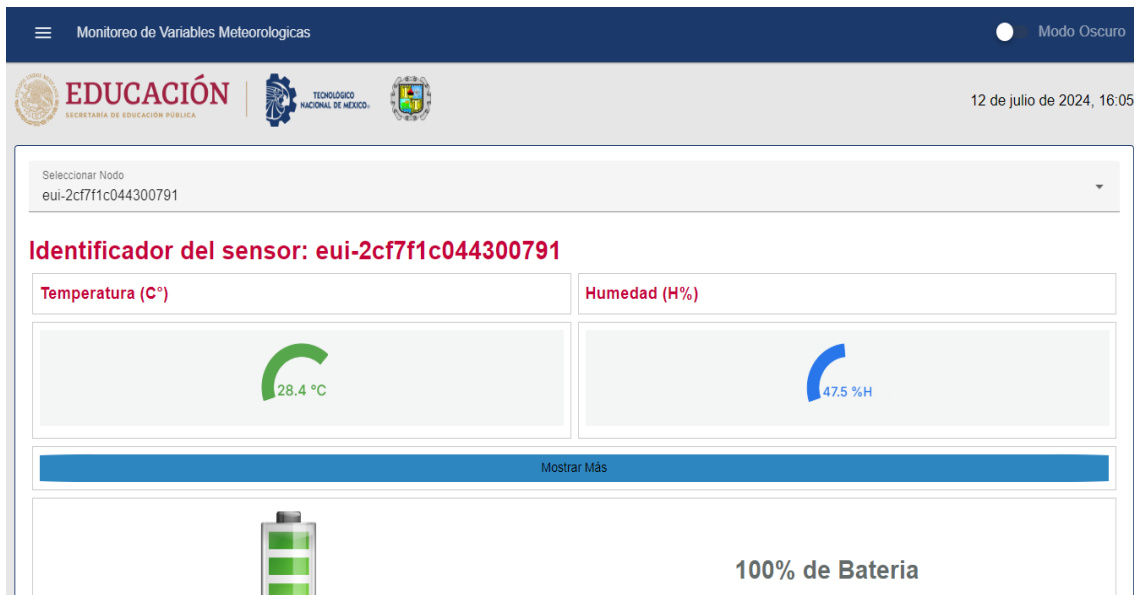 Monitoreo de Variables Meteorologicas
Modo Oscuro
EDUCACIÓN
SECRETARÍA DE EDUCACIÓN PÚBLICA
TECNOLÓGICO
NACIONAL DE MÉXICO®
12 de julio de 2024, 16:05
Seleccionar Nodo
eui-2cf7f1c044300791
Identificador del sensor: eui-2cf7f1c044300791
Temperatura (C°)
Humedad (H%)
28.4 °C
47.5 %H
Mostrar Más
100% de Bateria